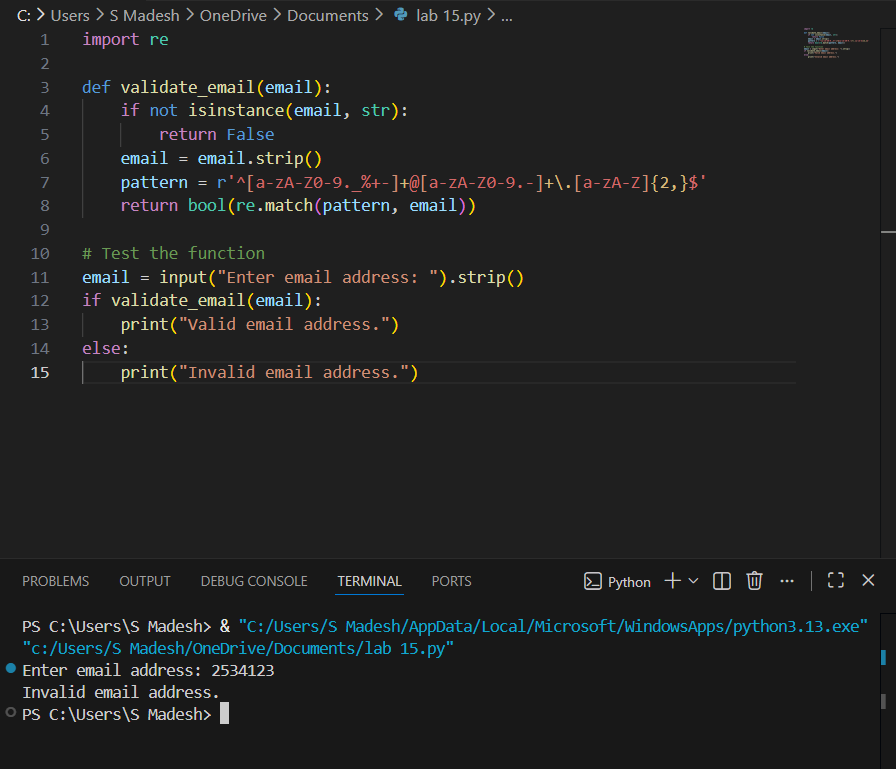 C: > Users > S Madesh > OneDrive > Documents > lab 15.py > ...
1 import re
2
3 def validate_email(email):
4     if not isinstance(email, str):
5         return False
6     email = email.strip()
7     pattern = r'^[a-zA-Z0-9._%+-]+@[a-zA-Z0-9.-]+\.[a-zA-Z]{2,}$'
8     return bool(re.match(pattern, email))
9
10 # Test the function
11 email = input("Enter email address: ").strip()
12 if validate_email(email):
13     print("Valid email address.")
14 else:
15     print("Invalid email address.")
PROBLEMS OUTPUT DEBUG CONSOLE TERMINAL PORTS Python
PS C:\Users\S Madesh> & "C:/Users/S Madesh/AppData/Local/Microsoft/WindowsApps/python3.13.exe"
"c:/Users/S Madesh/OneDrive/Documents/lab 15.py"
Enter email address: 2534123
Invalid email address.
PS C:\Users\S Madesh>